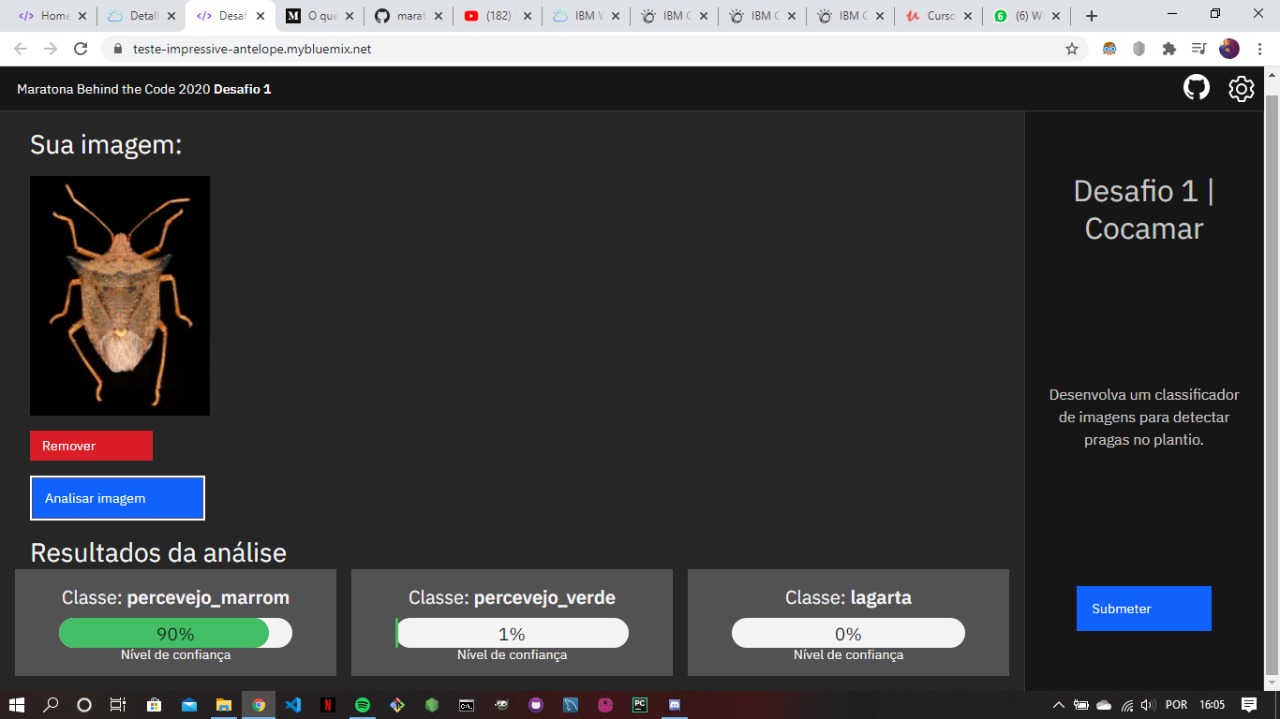 Home
Detall
Desaf
O que
marat
(182)
IBM
IBM C
IBM C
IBM C
Curso
(6) W
teste-impressive-antelope.mybluemix.net
Maratona Behind the Code 2020 Desafio 1
Sua imagem:
Remover
Analisar imagem
Resultados da análise
Classe: percevejo_marrom
90%
Nível de confiança
Classe: percevejo_verde
1%
Nível de confiança
Classe: lagarta
0%
Nível de confiança
Desafio 1 |
Cocamar
Desenvolva um classificador
de imagens para detectar
pragas no plantio.
Submeter
POR
16:05